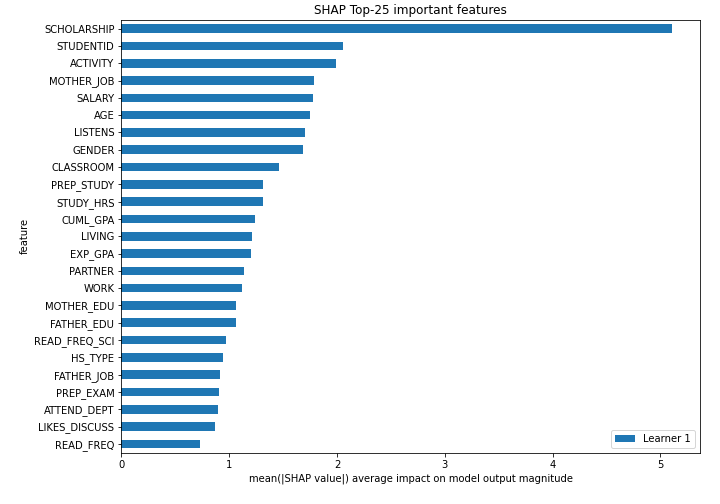 SHAP Top-25 important features
SCHOLARSHIP
STUDENTID
ACTIVITY
MOTHER_JOB
SALARY
AGE
LISTENS
GENDER
CLASSROOM
PREP_STUDY
STUDY_HRS
CUML_GPA
LIVING
EXP_GPA
PARTNER
WORK
MOTHER_EDU
FATHER_EDU
READ_FREQ_SCI
HS_TYPE
FATHER_JOB
PREP_EXAM
ATTEND_DEPT
LIKES_DISCUSS
READ_FREQ
feature
Learner 1
0 1 2 3 4 5
mean(|SHAP value|) average impact on model output magnitude